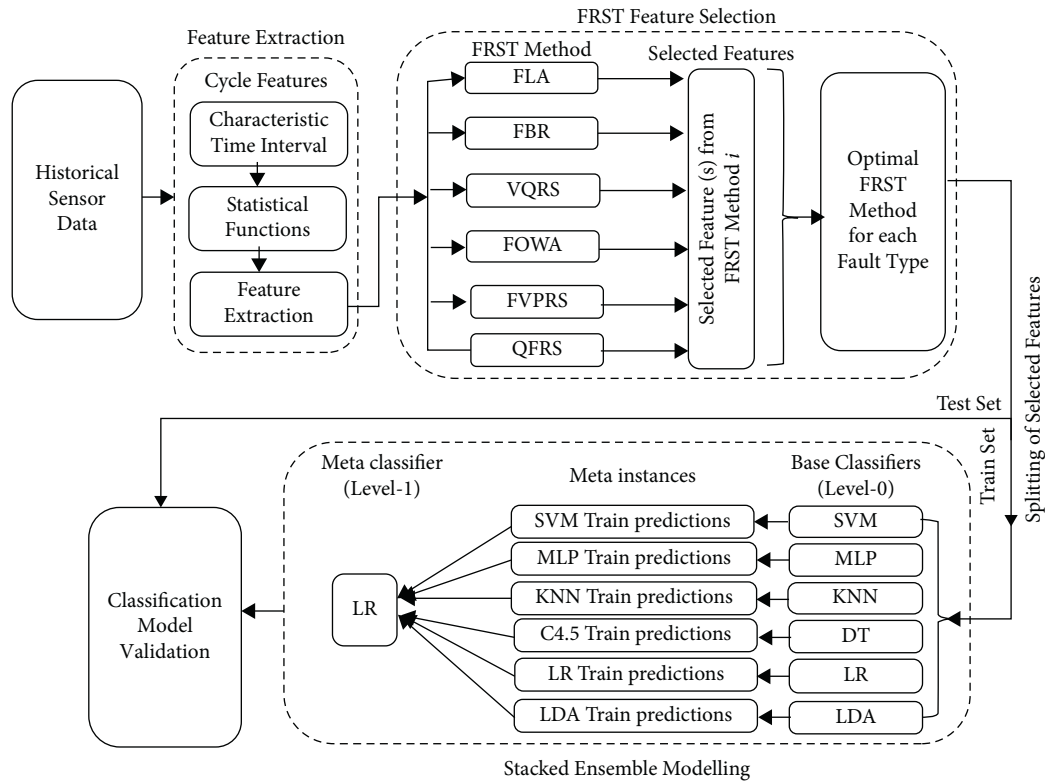 FRST Feature Selection
Feature Extraction
Cycle Features
Characteristic
Time Interval
Statistical
Functions
Feature
Extraction
Historical
Sensor
Data
FRST Method
FLA
FBR
VQRS
FOWA
FVPRS
QFRS
Selected Features
Selected Feature (s) from
FRST Method i
Optimal
FRST
Method
for each
Fault Type
Splitting of Selected Features
Test Set
Train Set
Meta classifier
(Level-1)
Meta instances
Base Classifiers
(Level-0)
SVM Train predictions
SVM
MLP Train predictions
MLP
KNN Train predictions
KNN
C4.5 Train predictions
DT
LR Train predictions
LR
LDA Train predictions
LDA
LR
Classification
Model
Validation
Stacked Ensemble Modelling